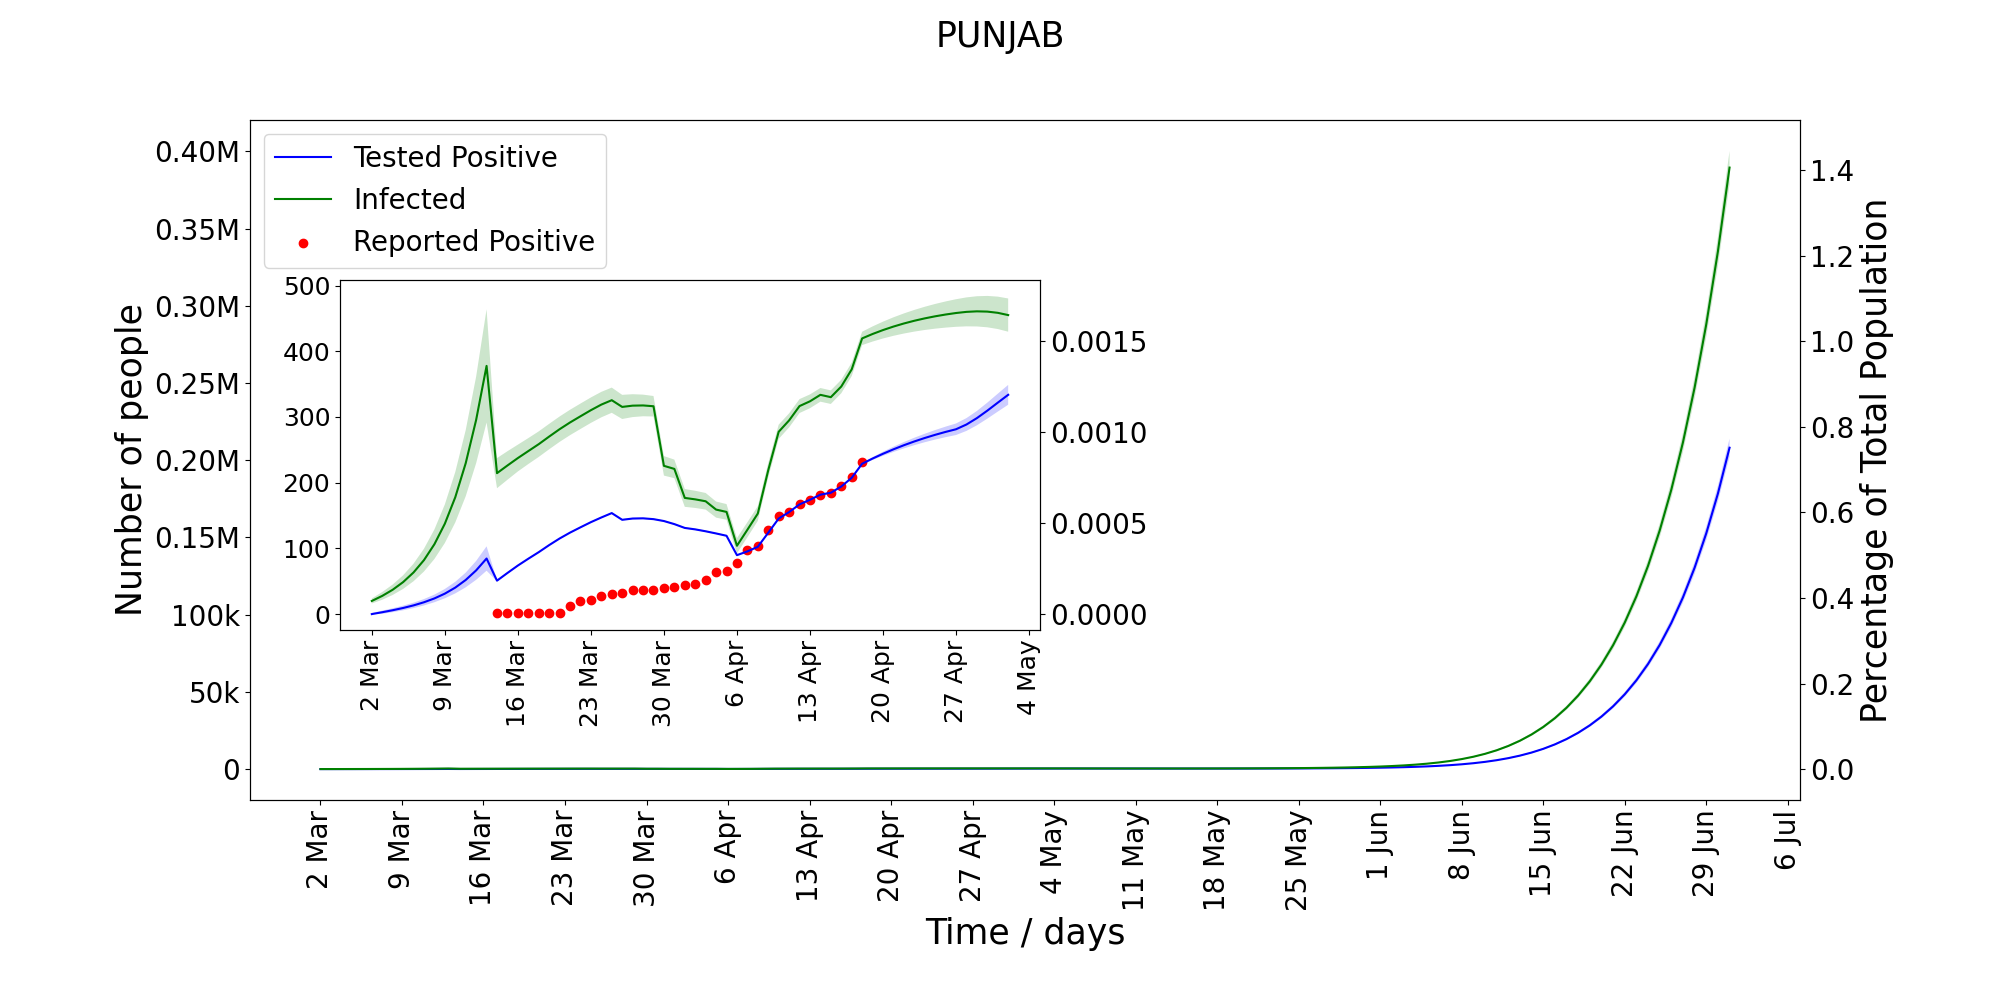 PUNJAB
Tested Positive
Infected
Reported Positive
Number of people
0.40M
0.35M
0.30M
0.25M
0.20M
0.15M
100k
50k
0
500
400
300
200
100
0
0.0015
0.0010
0.0005
0.0000
2 Mar
9 Mar
16 Mar
23 Mar
30 Mar
6 Apr
13 Apr
20 Apr
27 Apr
4 May
1.4
1.2
1.0
0.8
0.6
0.4
0.2
0.0
Percentage of Total Population
2 Mar
9 Mar
16 Mar
23 Mar
30 Mar
6 Apr
13 Apr
20 Apr
27 Apr
4 May
11 May
18 May
25 May
1 Jun
8 Jun
15 Jun
22 Jun
29 Jun
6 Jul
Time / days